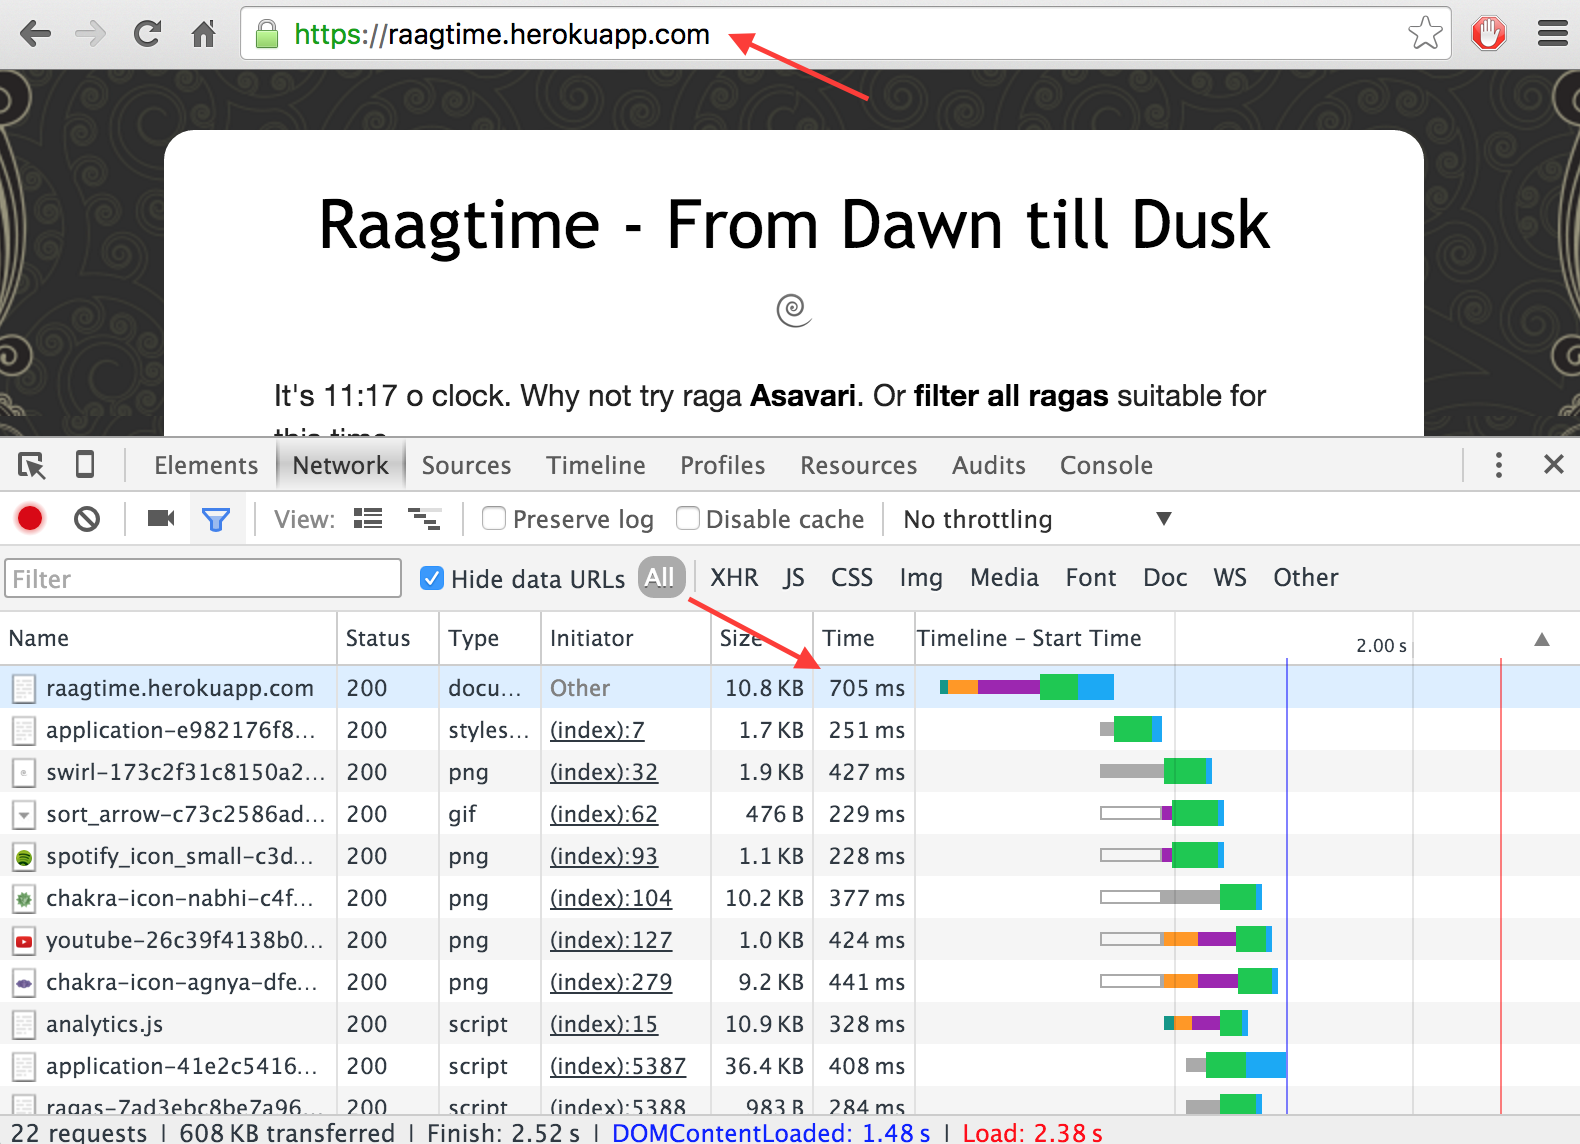 https://raagtime.herokuapp.com
Raagtime - From Dawn till Dusk
It's 11:17 o clock. Why not try raga Asavari. Or filter all ragas suitable for
this time
Elements Network Sources Timeline Profiles Resources Audits Console
View: Preserve log Disable cache No throttling
Filter Hide data URLs All XHR JS CSS Img Media Font Doc WS Other
Name Status Type Initiator Size Time Timeline – Start Time 2.00 s
raagtime.herokuapp.com 200 docu... Other 10.8 KB 705 ms
application-e982176f8... 200 styles... (index):7 1.7 KB 251 ms
swirl-173c2f31c8150a2... 200 png (index):32 1.9 KB 427 ms
sort_arrow-c73c2586ad... 200 gif (index):62 476 B 229 ms
spotify_icon_small-c3d... 200 png (index):93 1.1 KB 228 ms
chakra-icon-nabhi-c4f... 200 png (index):104 10.2 KB 377 ms
youtube-26c39f4138b0... 200 png (index):127 1.0 KB 424 ms
chakra-icon-agnya-dfe... 200 png (index):279 9.2 KB 441 ms
analytics.js 200 script (index):15 10.9 KB 328 ms
application-41e2c5416... 200 script (index):5387 36.4 KB 408 ms
ragas-7ad3ebc8be7a96... 200 script (index):5388 983 B 284 ms
22 requests | 608 KB transferred | Finish: 2.52 s | DOMContentLoaded: 1.48 s | Load: 2.38 s